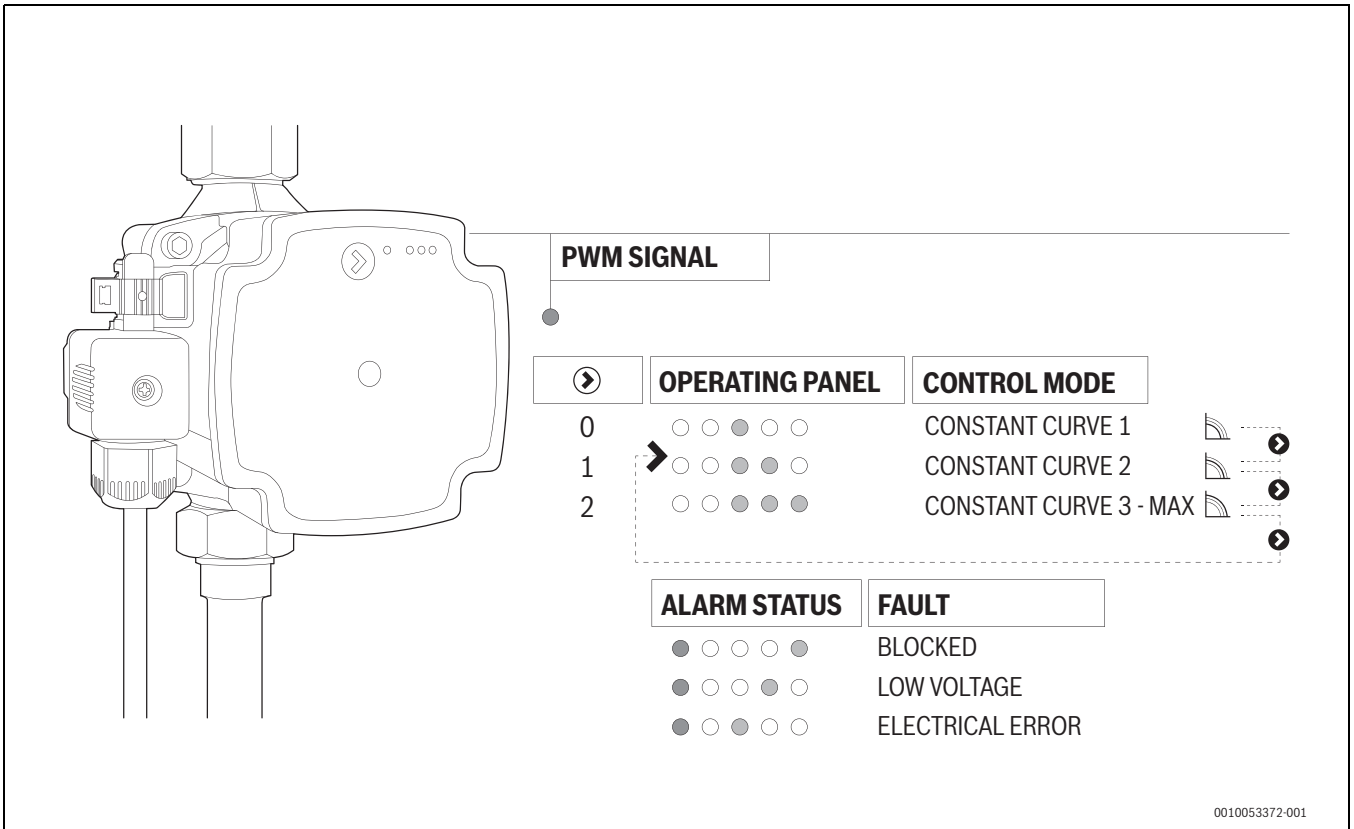 PWM SIGNAL
OPERATING PANEL CONTROL MODE
0 CONSTANT CURVE 1
1 CONSTANT CURVE 2
2 CONSTANT CURVE 3 - MAX
ALARM STATUS FAULT
BLOCKED
LOW VOLTAGE
ELECTRICAL ERROR
0010053372-001